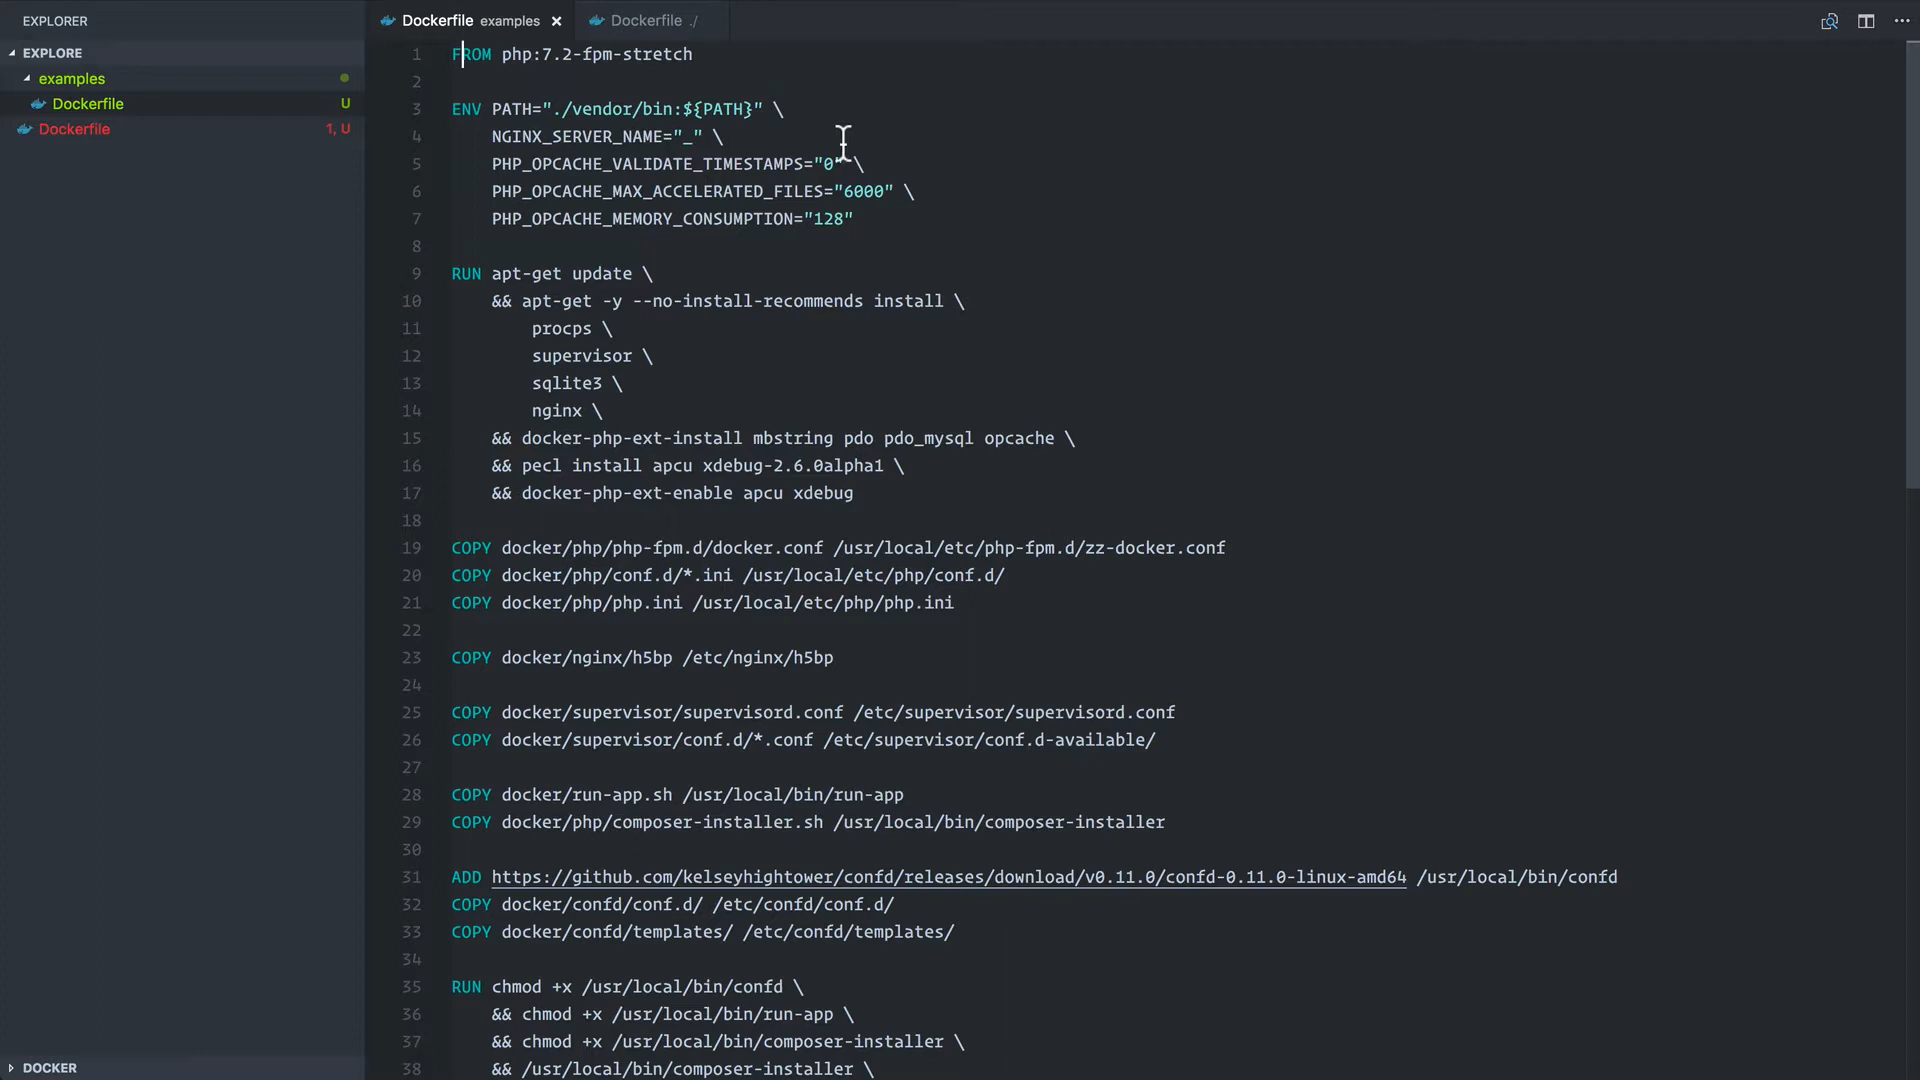 EXPLORER
EXPLORE
examples
Dockerfile U
Dockerfile 1, U
DOCKER
Dockerfile examples
Dockerfile ./
1 FROM php:7.2-fpm-stretch
2
3 ENV PATH="./vendor/bin:${PATH}" \
4 NGINX_SERVER_NAME="_" \
5 PHP_OPCACHE_VALIDATE_TIMESTAMPS="0" \
6 PHP_OPCACHE_MAX_ACCELERATED_FILES="6000" \
7 PHP_OPCACHE_MEMORY_CONSUMPTION="128"
8
9 RUN apt-get update \
10 && apt-get -y --no-install-recommends install \
11 procps \
12 supervisor \
13 sqlite3 \
14 nginx \
15 && docker-php-ext-install mbstring pdo pdo_mysql opcache \
16 && pecl install apcu xdebug-2.6.0alpha1 \
17 && docker-php-ext-enable apcu xdebug
18
19 COPY docker/php/php-fpm.d/docker.conf /usr/local/etc/php-fpm.d/zz-docker.conf
20 COPY docker/php/conf.d/*.ini /usr/local/etc/php/conf.d/
21 COPY docker/php/php.ini /usr/local/etc/php/php.ini
22
23 COPY docker/nginx/h5bp /etc/nginx/h5bp
24
25 COPY docker/supervisor/supervisord.conf /etc/supervisor/supervisord.conf
26 COPY docker/supervisor/conf.d/*.conf /etc/supervisor/conf.d-available/
27
28 COPY docker/run-app.sh /usr/local/bin/run-app
29 COPY docker/php/composer-installer.sh /usr/local/bin/composer-installer
30
31 ADD https://github.com/kelseyhightower/confd/releases/download/v0.11.0/confd-0.11.0-linux-amd64 /usr/local/bin/confd
32 COPY docker/confd/conf.d/ /etc/confd/conf.d/
33 COPY docker/confd/templates/ /etc/confd/templates/
34
35 RUN chmod +x /usr/local/bin/confd \
36 && chmod +x /usr/local/bin/run-app \
37 && chmod +x /usr/local/bin/composer-installer \
38 && /usr/local/bin/composer-installer \